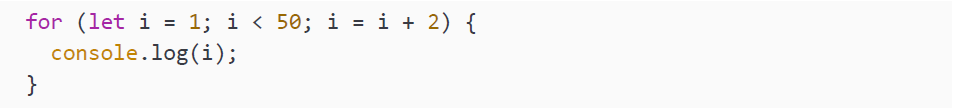 for (let i = 1; i < 50; i = i + 2) {
  console.log(i);
}